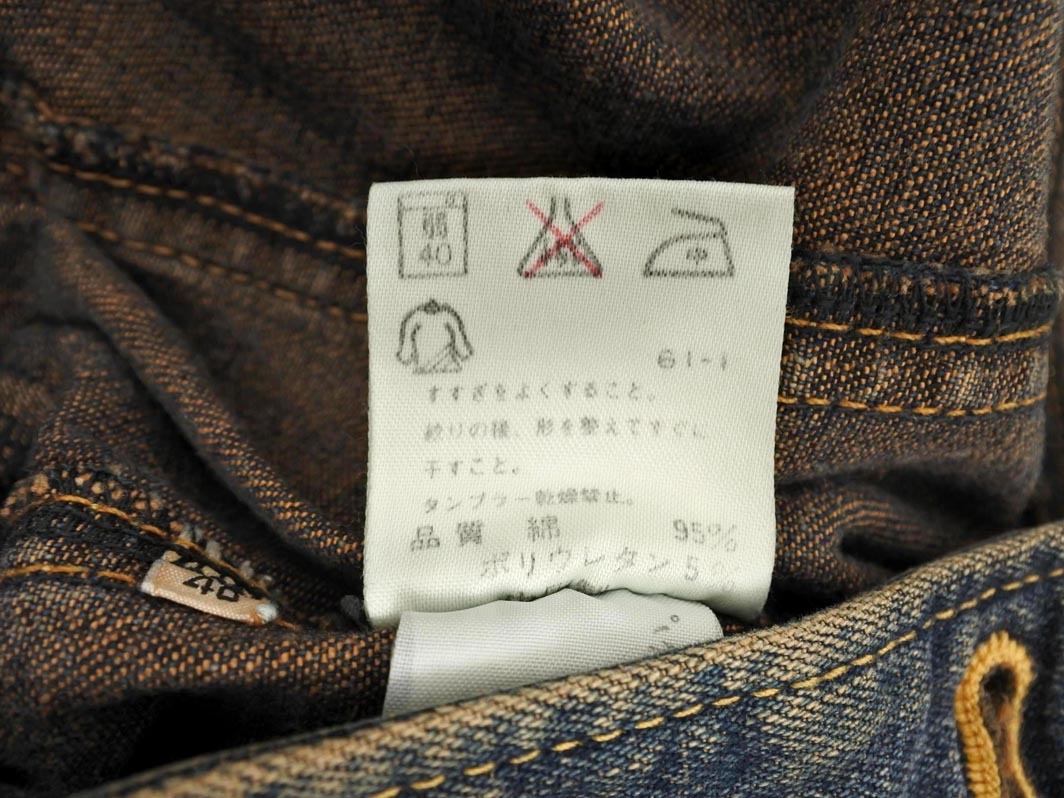 弱
40
中
61-1
すすぎをよくすること。
絞りの後、形を整えてすぐに
干すこと。
タンブラー乾燥禁止。
品質 綿 95%
ポリウレタン 5%